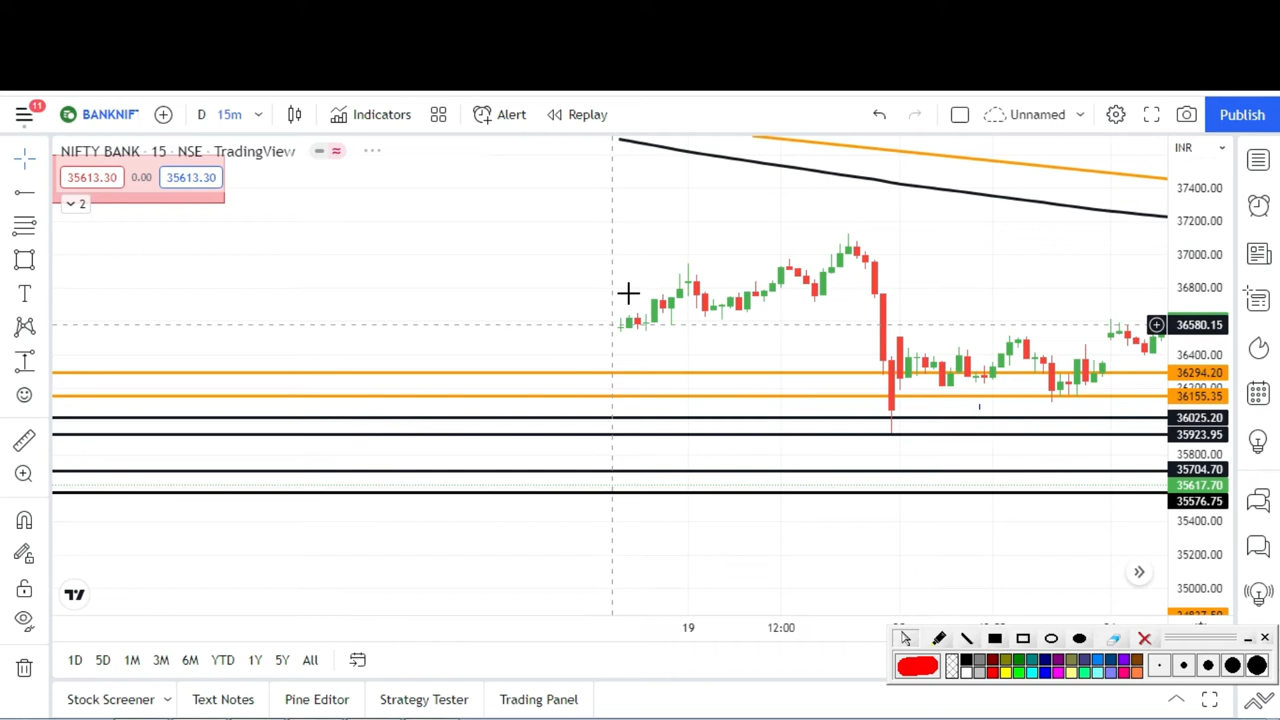 11
BANKNIF
D
15m
Indicators
Alert
Replay
Unnamed
Publish
NIFTY BANK · 15 · NSE · TradingView
INR
35613.30
0.00
35613.30
2
37400.00
37200.00
37000.00
36800.00
36580.15
36400.00
36294.20
36200.00
36155.35
36025.20
35923.95
35800.00
35704.70
35617.70
35576.75
35400.00
35200.00
35000.00
19
12:00
1D
5D
1M
3M
6M
YTD
1Y
All
Stock Screener
Text Notes
Pine Editor
Strategy Tester
Trading Panel